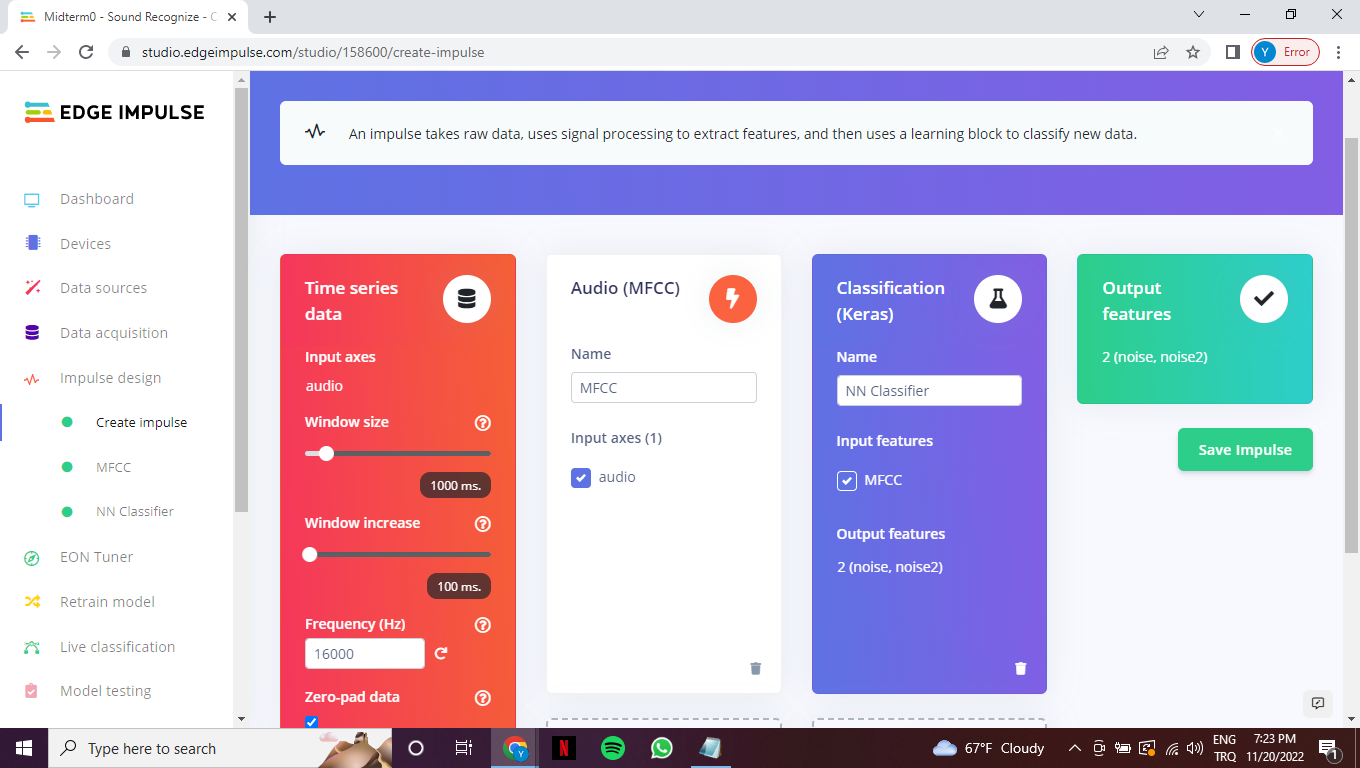 Midterm0 - Sound Recognize - C
studio.edgeimpulse.com/studio/158600/create-impulse
Y Error
EDGE IMPULSE
Dashboard
Devices
Data sources
Data acquisition
Impulse design
Create impulse
MFCC
NN Classifier
EON Tuner
Retrain model
Live classification
Model testing
An impulse takes raw data, uses signal processing to extract features, and then uses a learning block to classify new data.
Time series
data
Input axes
audio
Window size
1000 ms.
Window increase
100 ms.
Frequency (Hz)
16000
Zero-pad data
Audio (MFCC)
Name
MFCC
Input axes (1)
audio
Classification
(Keras)
Name
NN Classifier
Input features
MFCC
Output features
2 (noise, noise2)
Output
features
2 (noise, noise2)
Save Impulse
Type here to search
Y
N
67°F Cloudy
ENG
TRQ
7:23 PM
11/20/2022
1